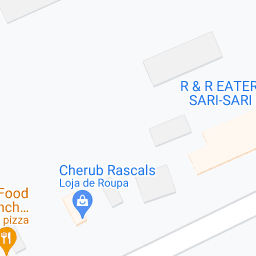 R & R EATER
SARI-SARI
Cherub Rascals
Loja de Roupa
Food
nch...
pizza